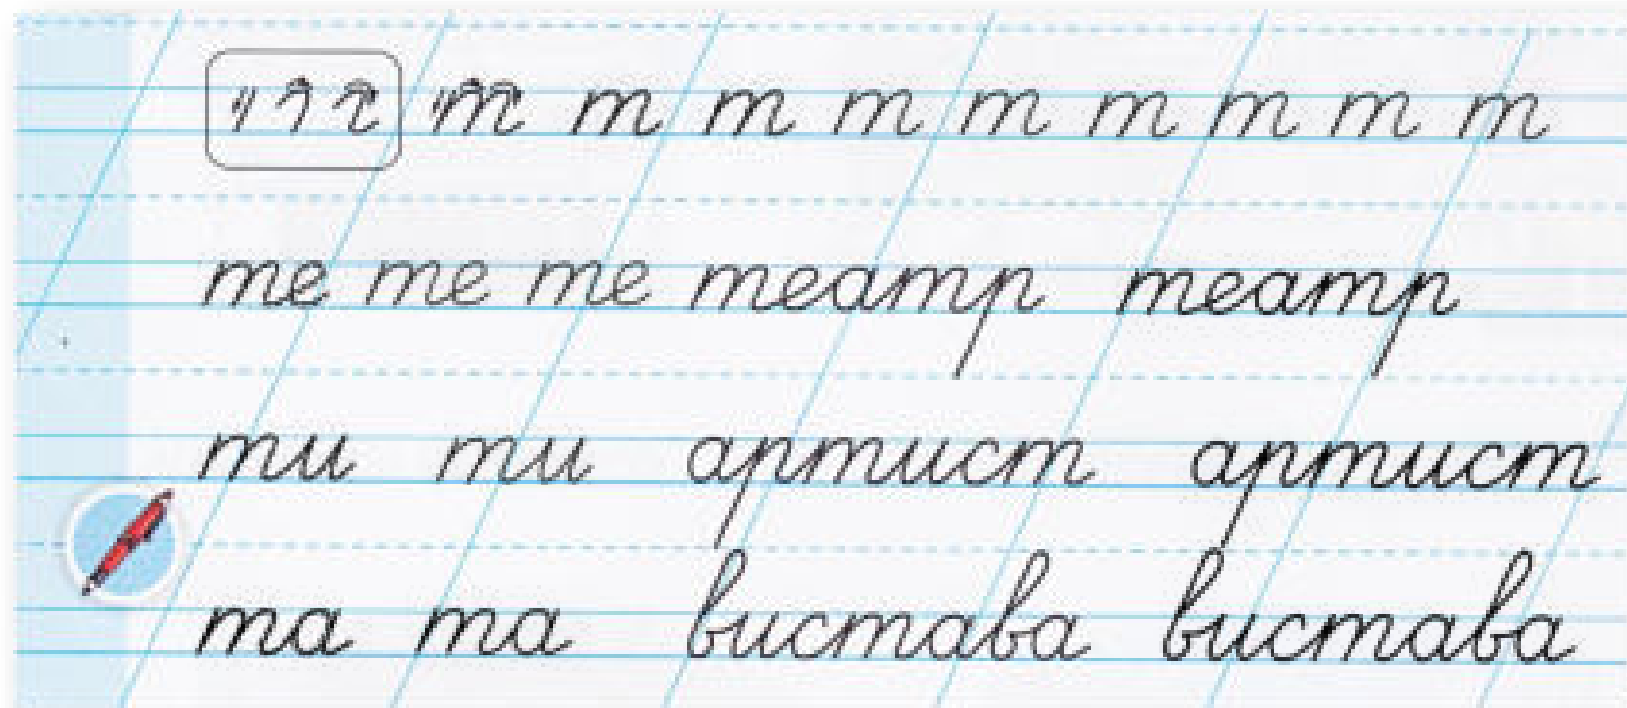 т т т т т т т т т
те те те театр театр
ти ти артист артист
та та вистава вистава